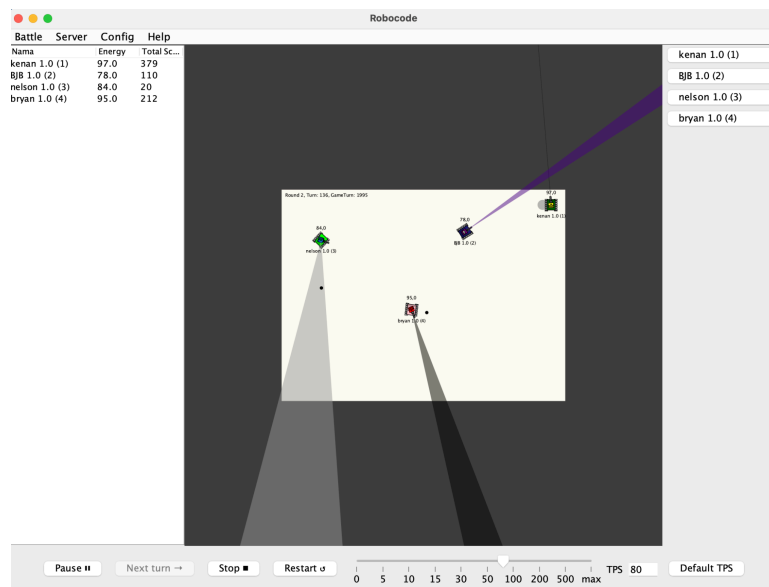 Robocode
Battle Server Config Help
Name Energy Total Sc...
kenan 1.0 (1) 97.0 379
BJB 1.0 (2) 78.0 110
nelson 1.0 (3) 84.0 20
bryan 1.0 (4) 95.0 212
kenan 1.0 (1)
BJB 1.0 (2)
nelson 1.0 (3)
bryan 1.0 (4)
Round 2, Turn: 136, GameTurn: 1995
97,0
kenan 1.0 (1)
78,0
BJB 1.0 (2)
84,0
nelson 1.0 (3)
95,0
bryan 1.0 (4)
Pause Next turn → Stop Restart ↺ 0 5 10 15 30 50 100 200 500 max TPS 80 Default TPS